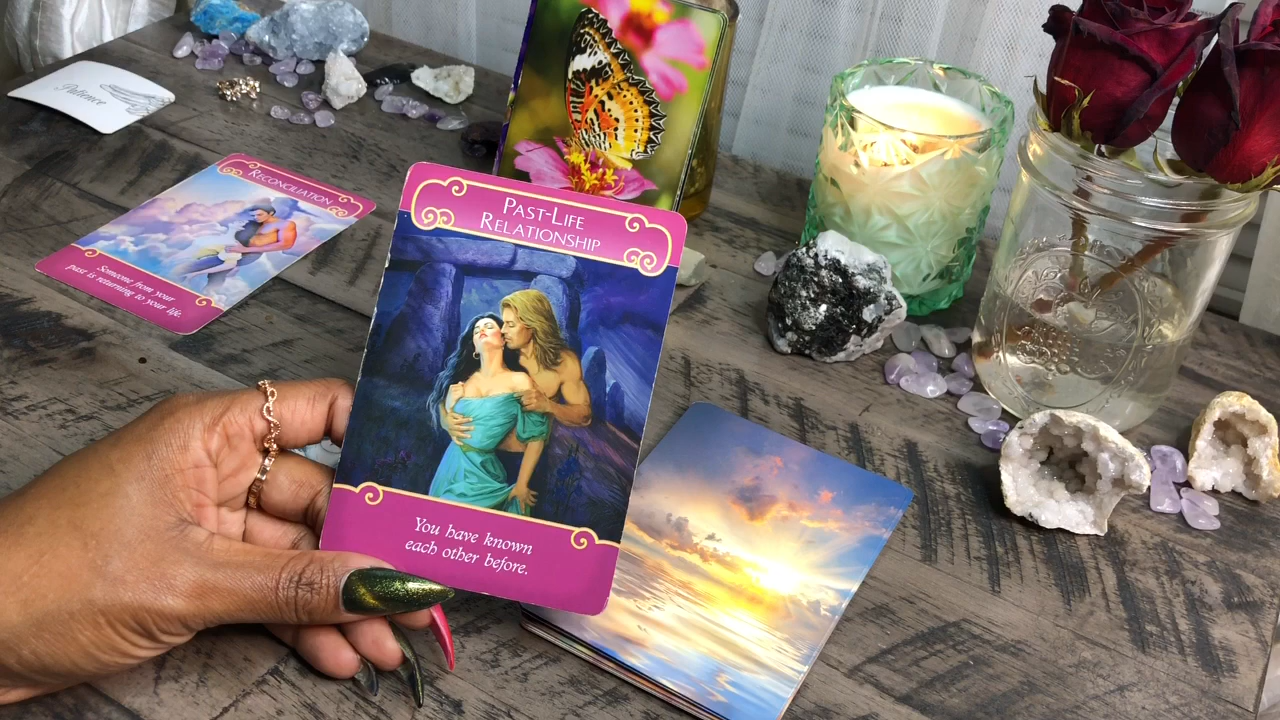 Patience
RECONCILIATION
Someone from your
past is returning to your life.
PAST-LIFE
RELATIONSHIP
You have known
each other before.